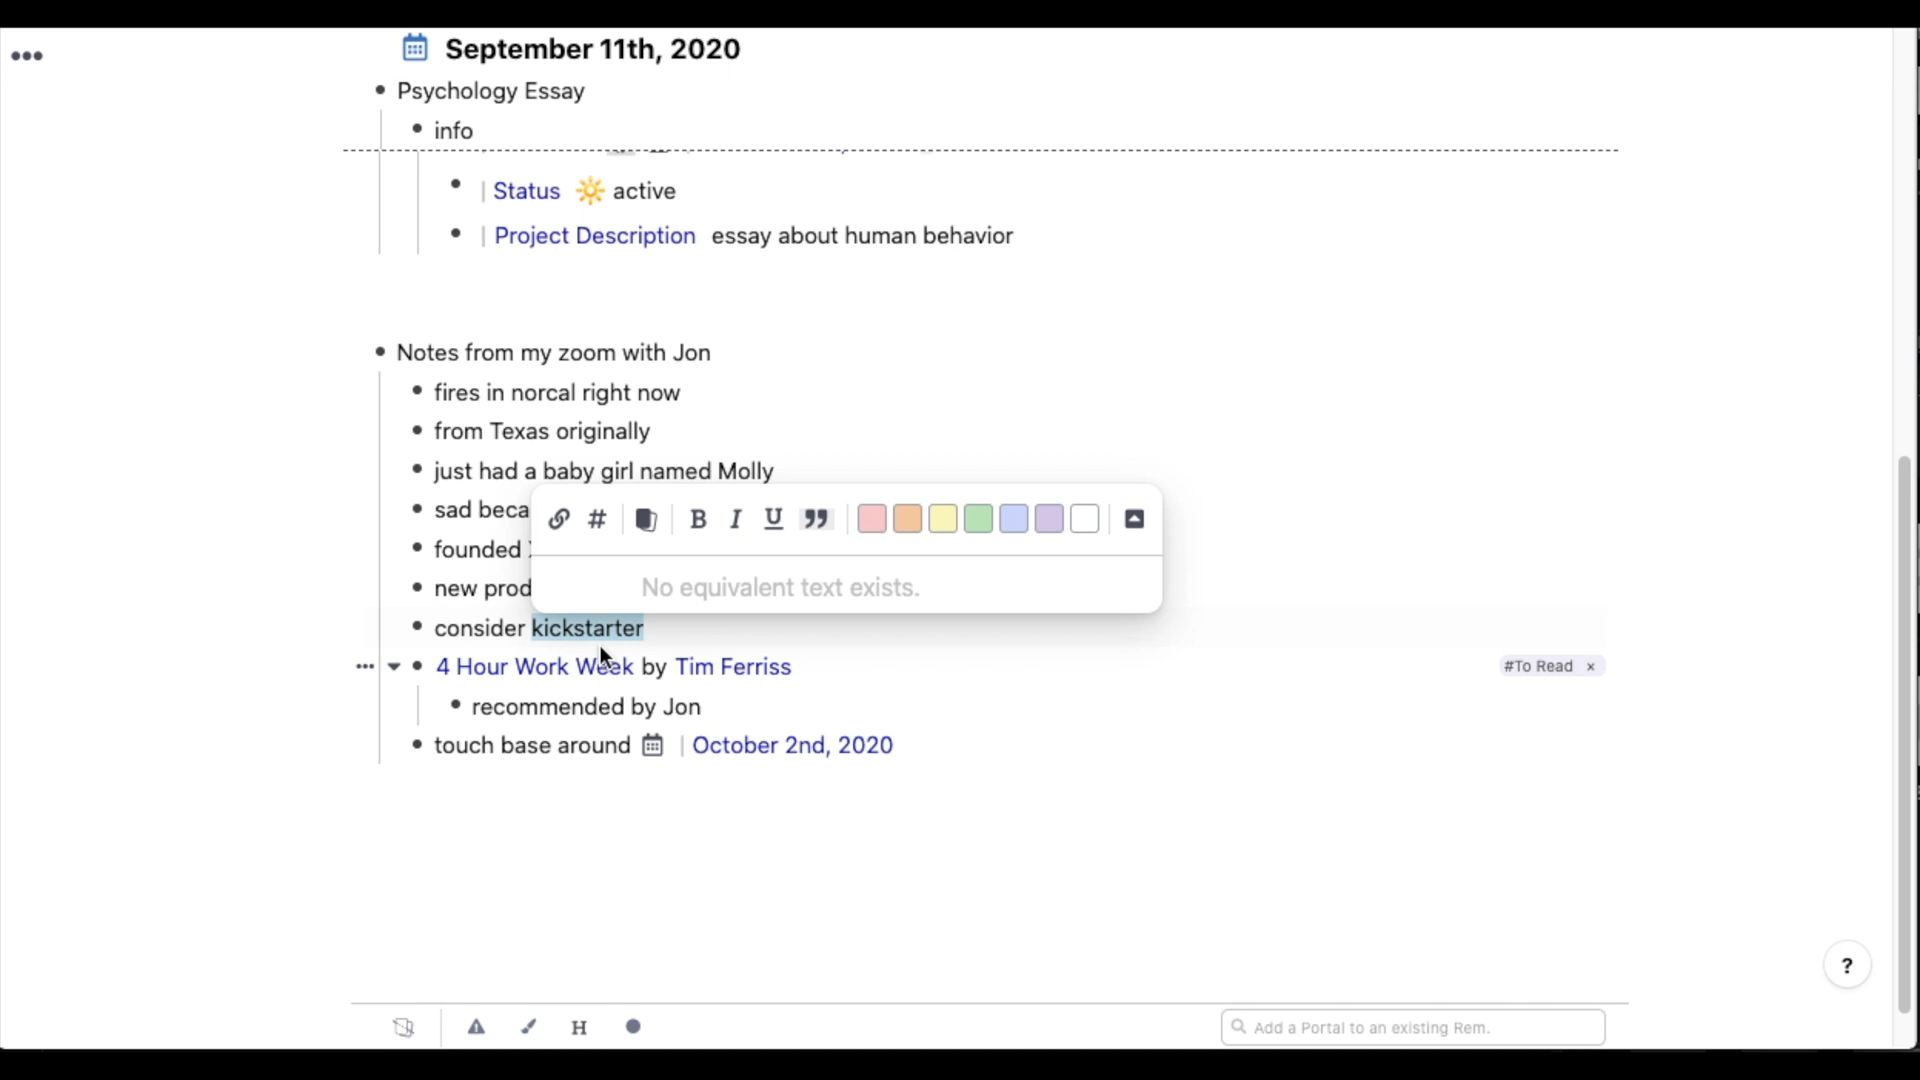 September 11th, 2020
Psychology Essay
info
Status ☀️ active
Project Description essay about human behavior
Notes from my zoom with Jon
fires in norcal right now
from Texas originally
just had a baby girl named Molly
sad beca
founded
new prod
B I U
No equivalent text exists.
consider kickstarter
4 Hour Work Week by Tim Ferriss #To Read ×
recommended by Jon
touch base around October 2nd, 2020
?
H Add a Portal to an existing Rem.